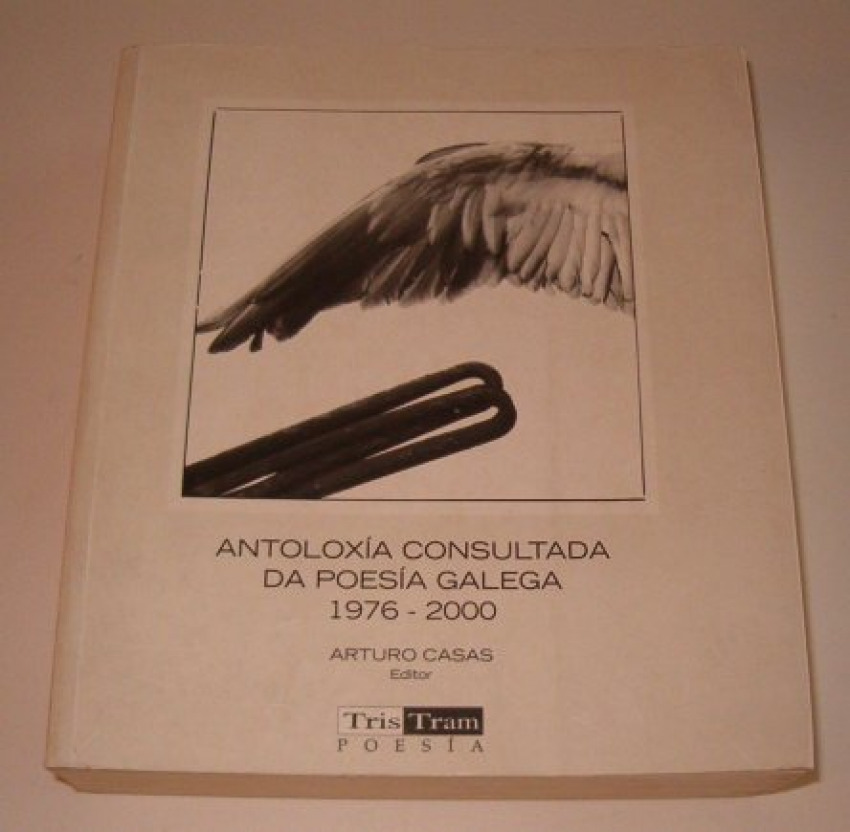 ANTOLOXÍA CONSULTADA
DA POESÍA GALEGA
1976 - 2000
ARTURO CASAS
Editor
Tris Tram
POESÍA